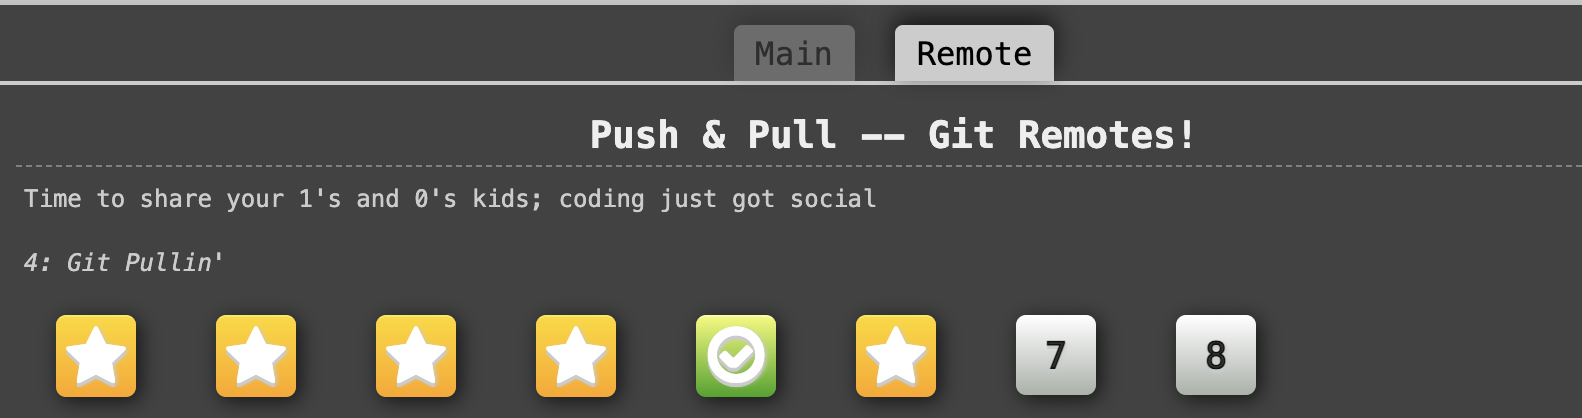 Main Remote
Push & Pull -- Git Remotes!
Time to share your 1's and 0's kids; coding just got social
4: Git Pullin'
7 8